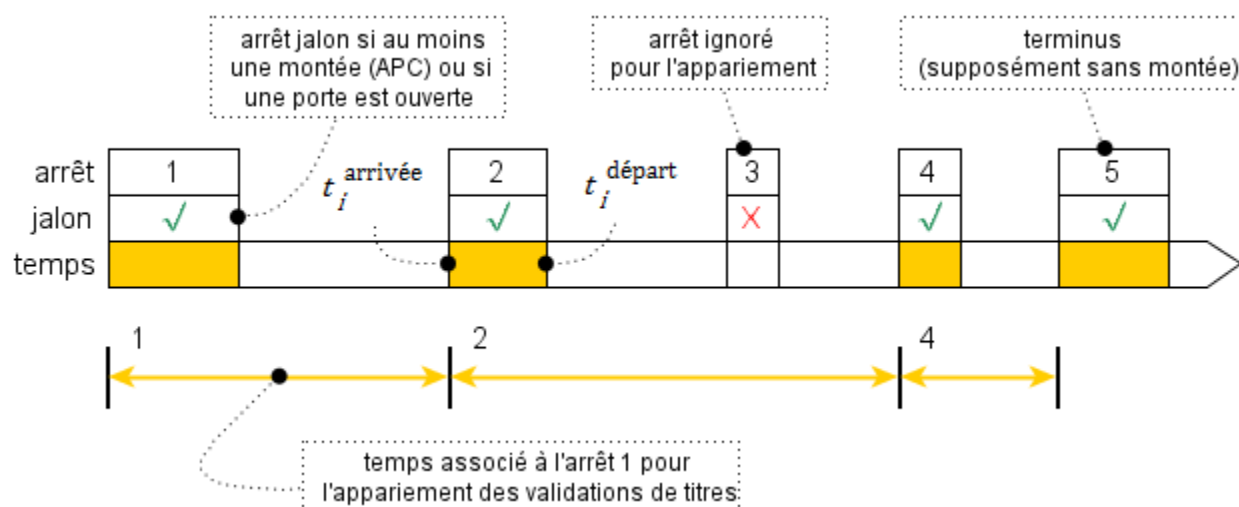 arrêt jalon si au moins
une montée (APC) ou si
une porte est ouverte
arrêt ignoré
pour l'appariement
terminus
(supposément sans montée)
arrêt 1 2 3 4 5
t i arrivée
t i départ
jalon √ √ X √ √
temps
1 2 4
temps associé à l'arrêt 1 pour
l'appariement des validations de titres